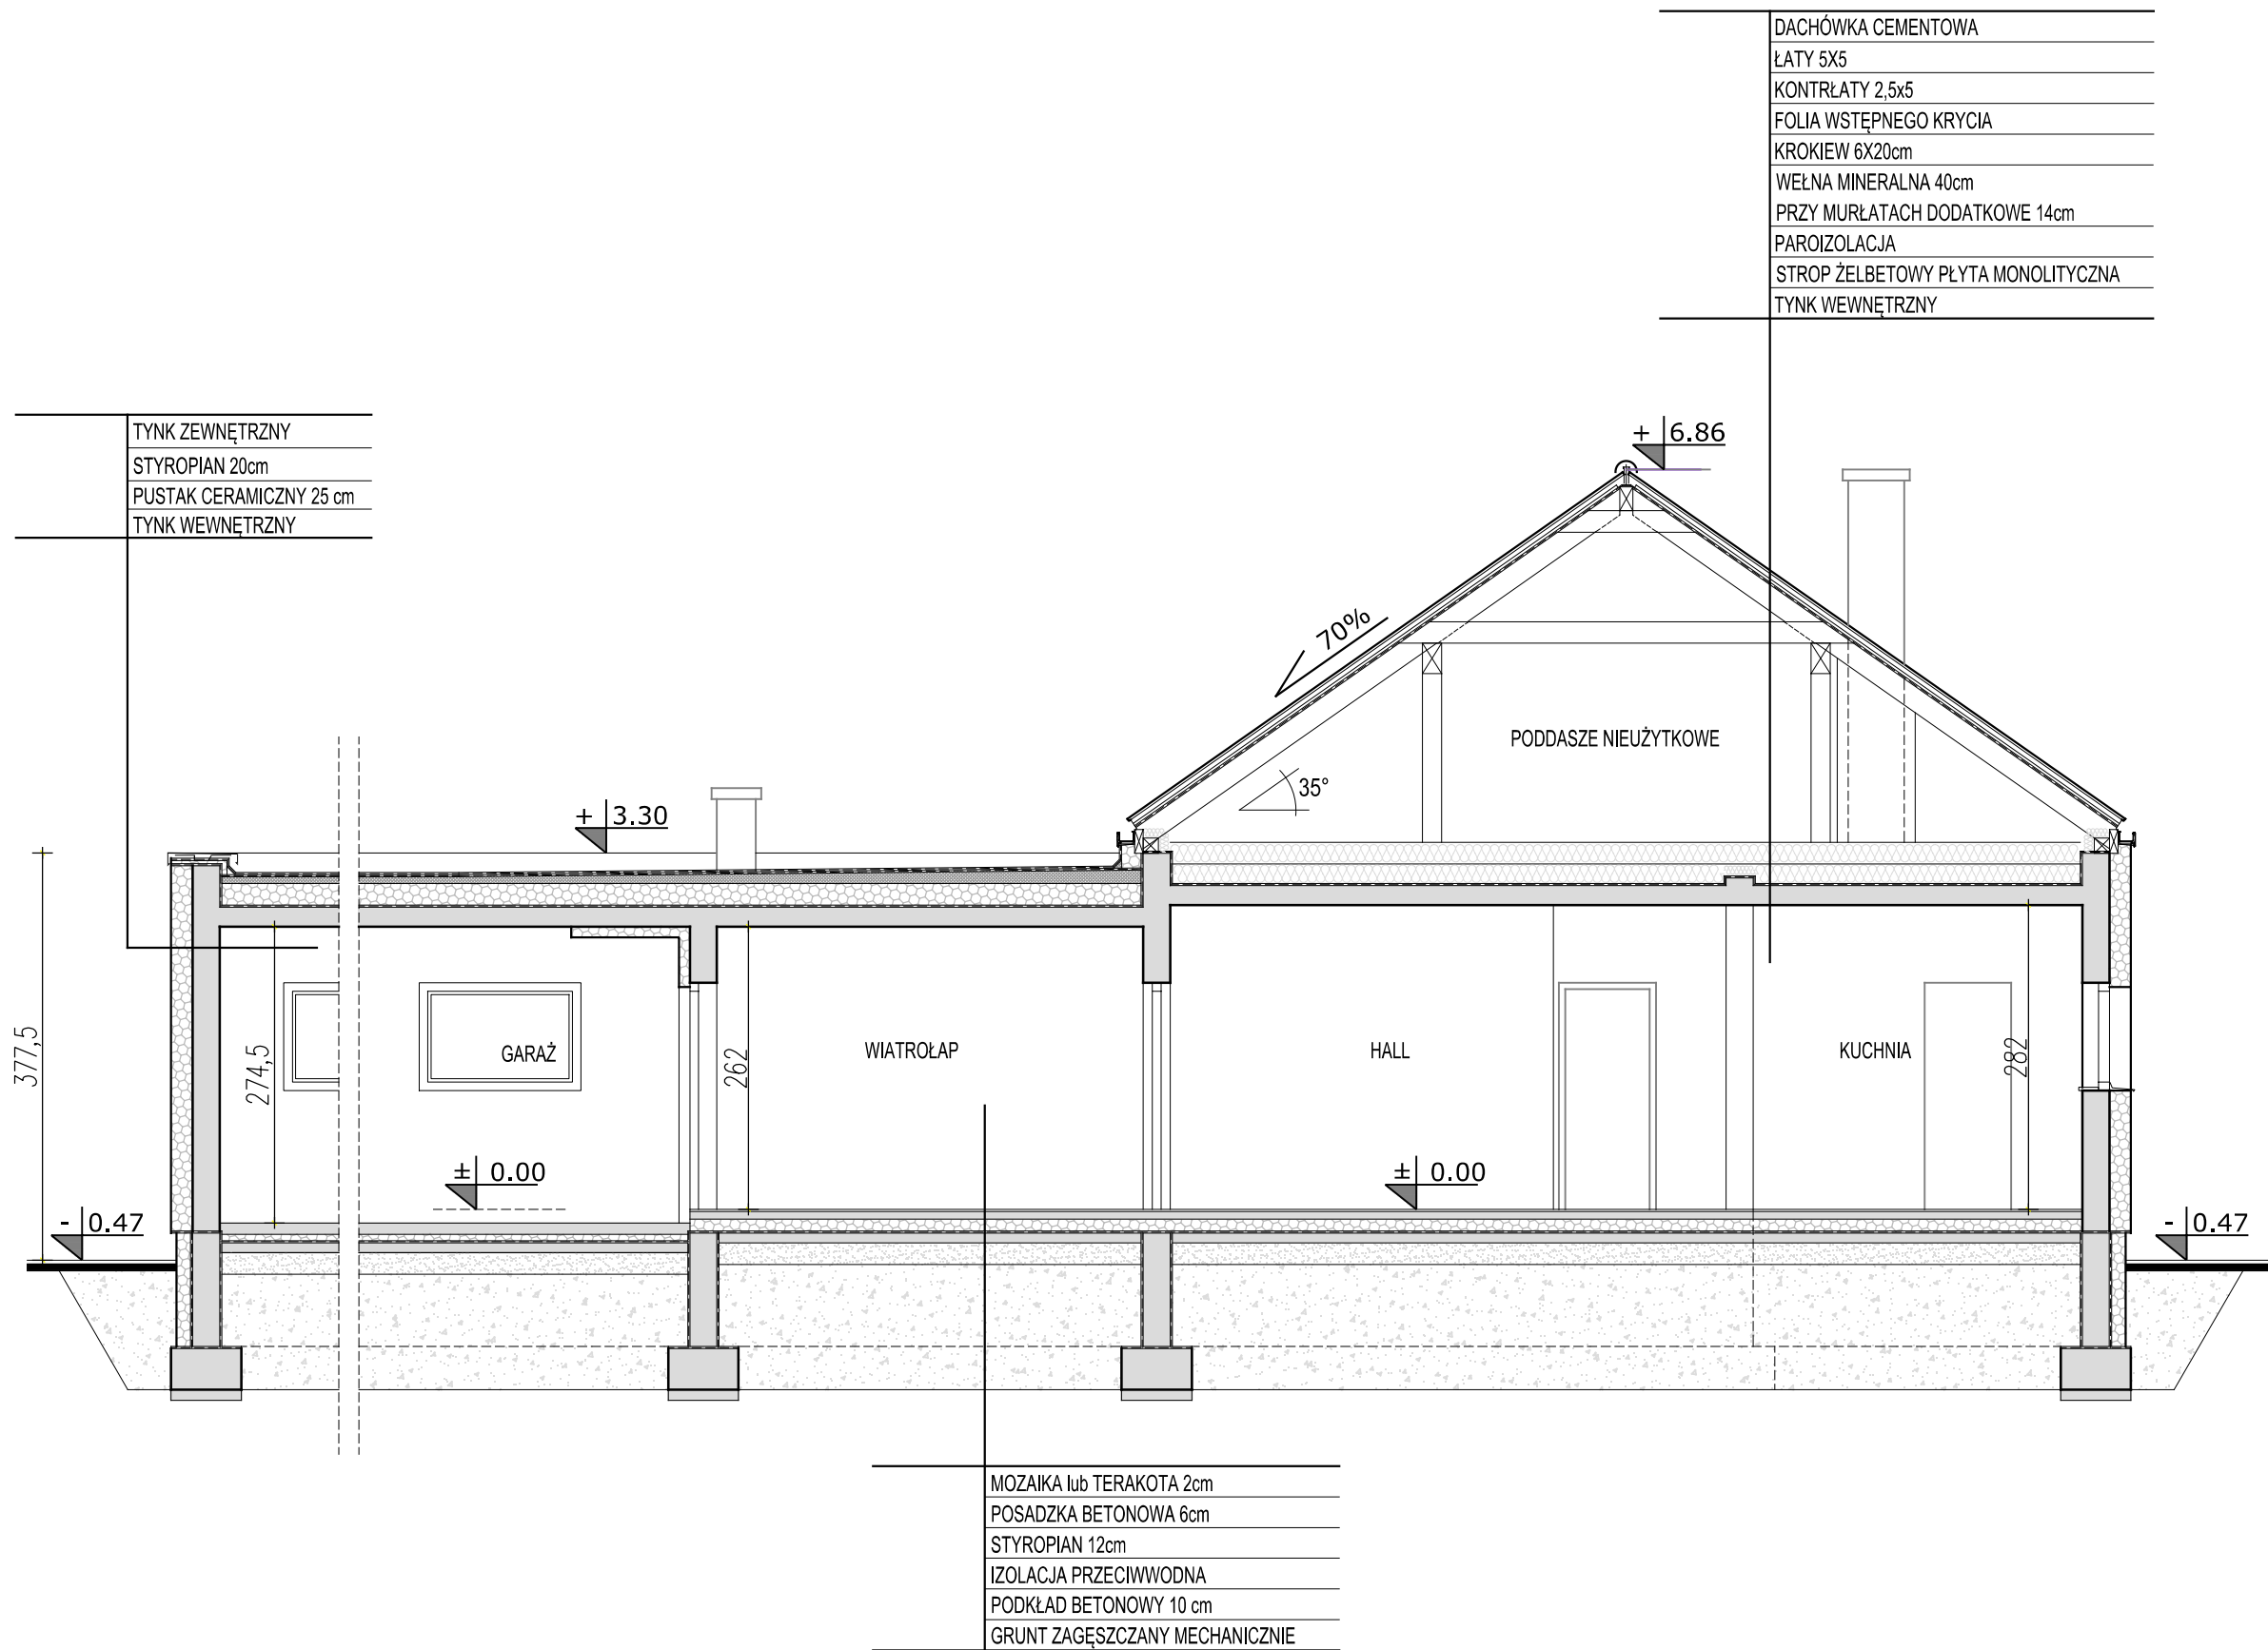 DACHÓWKA CEMENTOWA
ŁATY 5X5
KONTRŁATY 2,5x5
FOLIA WSTĘPNEGO KRYCIA
KROKIEW 6X20cm
WEŁNA MINERALNA 40cm
PRZY MURŁATACH DODATKOWE 14cm
PAROIZOLACJA
STROP ŻELBETOWY PŁYTA MONOLITYCZNA
TYNK WEWNĘTRZNY
TYNK ZEWNĘTRZNY
STYROPIAN 20cm
PUSTAK CERAMICZNY 25 cm
TYNK WEWNĘTRZNY
+ 6.86
70%
PODDASZE NIEUŻYTKOWE
35°
+ 3.30
377,5
274,5
GARAŻ
262
WIATROŁAP
HALL
KUCHNIA
282
± 0.00
± 0.00
- 0.47
- 0.47
MOZAIKA lub TERAKOTA 2cm
POSADZKA BETONOWA 6cm
STYROPIAN 12cm
IZOLACJA PRZECIWWODNA
PODKŁAD BETONOWY 10 cm
GRUNT ZAGĘSZCZANY MECHANICZNIE